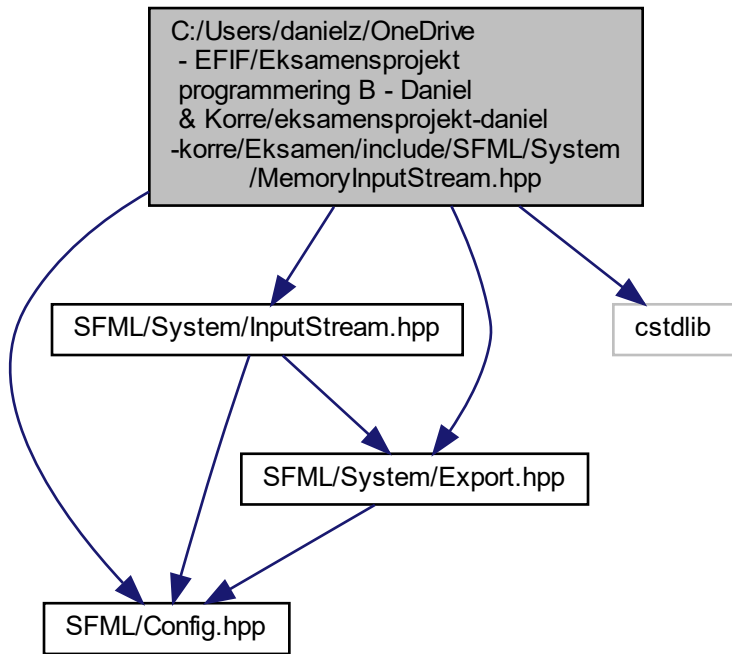 C:/Users/danielz/OneDrive
- EFIF/Eksamensprojekt
programmering B - Daniel
& Korre/eksamensprojekt-daniel
-korre/Eksamen/include/SFML/System
/MemoryInputStream.hpp
SFML/System/InputStream.hpp
cstdlib
SFML/System/Export.hpp
SFML/Config.hpp